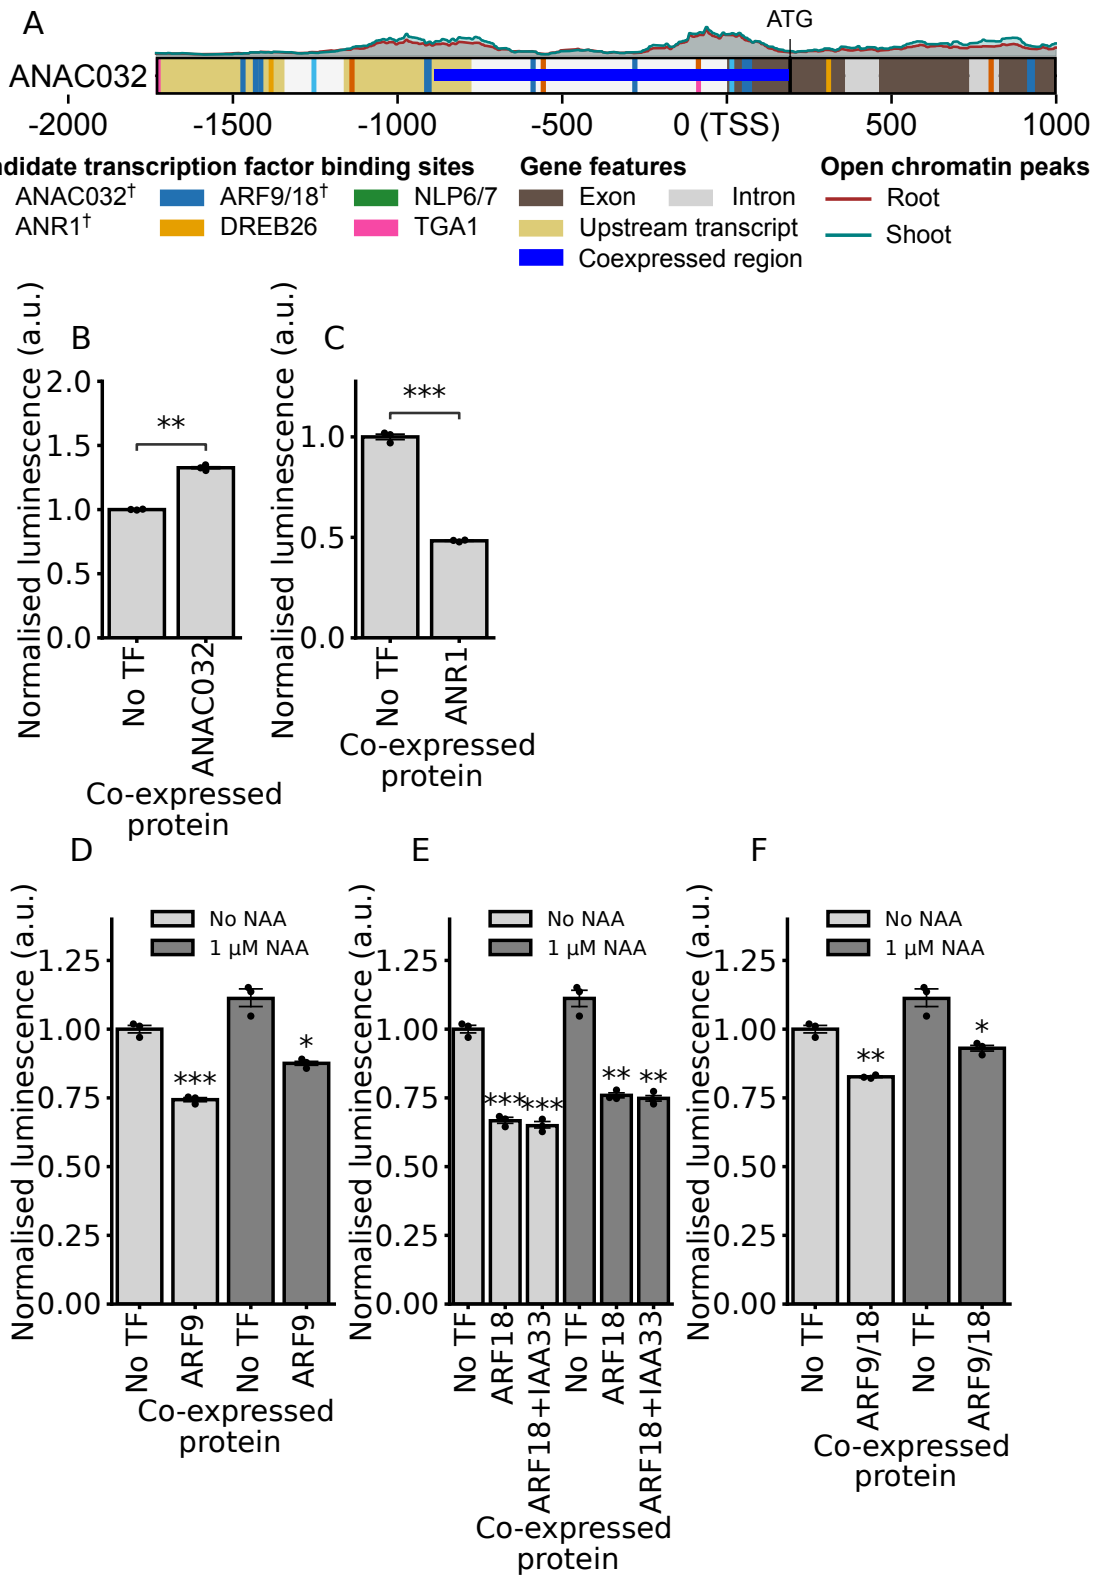 A
ATG
ANAC032
-2000 -1500 -1000 -500 0 (TSS) 500 1000
ndidate transcription factor binding sites Gene features Open chromatin peaks
ANAC032† ARF9/18† NLP6/7 Exon Intron Root
ANR1† DREB26 TGA1 Upstream transcript Shoot
Coexpressed region
B
Normalised luminescence (a.u.)
2.0
1.5
1.0
0.5
0.0
**
No TF
ANAC032
Co-expressed
protein
C
Normalised luminescence (a.u.)
1.0
0.5
0.0
***
No TF
ANR1
Co-expressed
protein
D
Normalised luminescence (a.u.)
No NAA
1 µM NAA
1.25
1.00
0.75
0.50
0.25
0.00
***
*
No TF
ARF9
No TF
ARF9
Co-expressed
protein
E
Normalised luminescence (a.u.)
No NAA
1 µM NAA
1.25
1.00
0.75
0.50
0.25
0.00
***
***
**
**
No TF
ARF18
ARF18+IAA33
No TF
ARF18
ARF18+IAA33
Co-expressed
protein
F
Normalised luminescence (a.u.)
No NAA
1 µM NAA
1.25
1.00
0.75
0.50
0.25
0.00
**
*
No TF
ARF9/18
No TF
ARF9/18
Co-expressed
protein